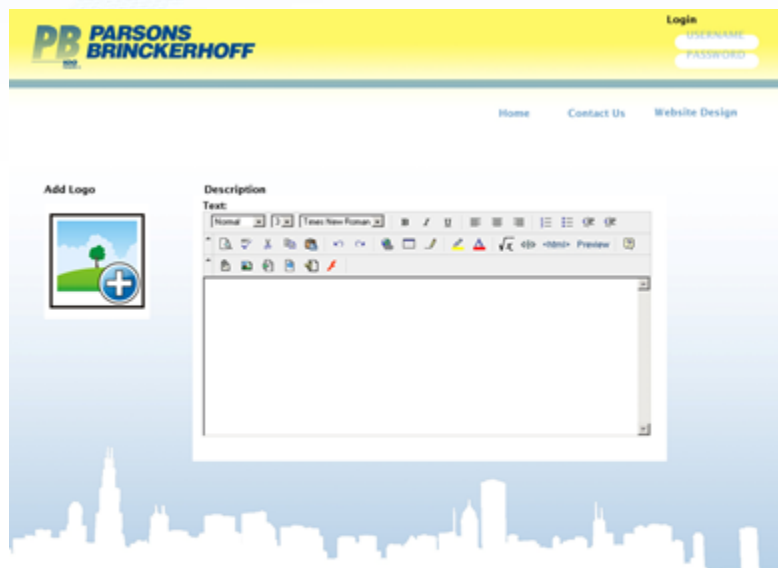 PB PARSONS
BRINCKERHOFF
Login
USERNAME
PASSWORD
Home Contact Us Website Design
Add Logo
Description
Text:
Normal 3 Times New Roman B I U
<html> Preview